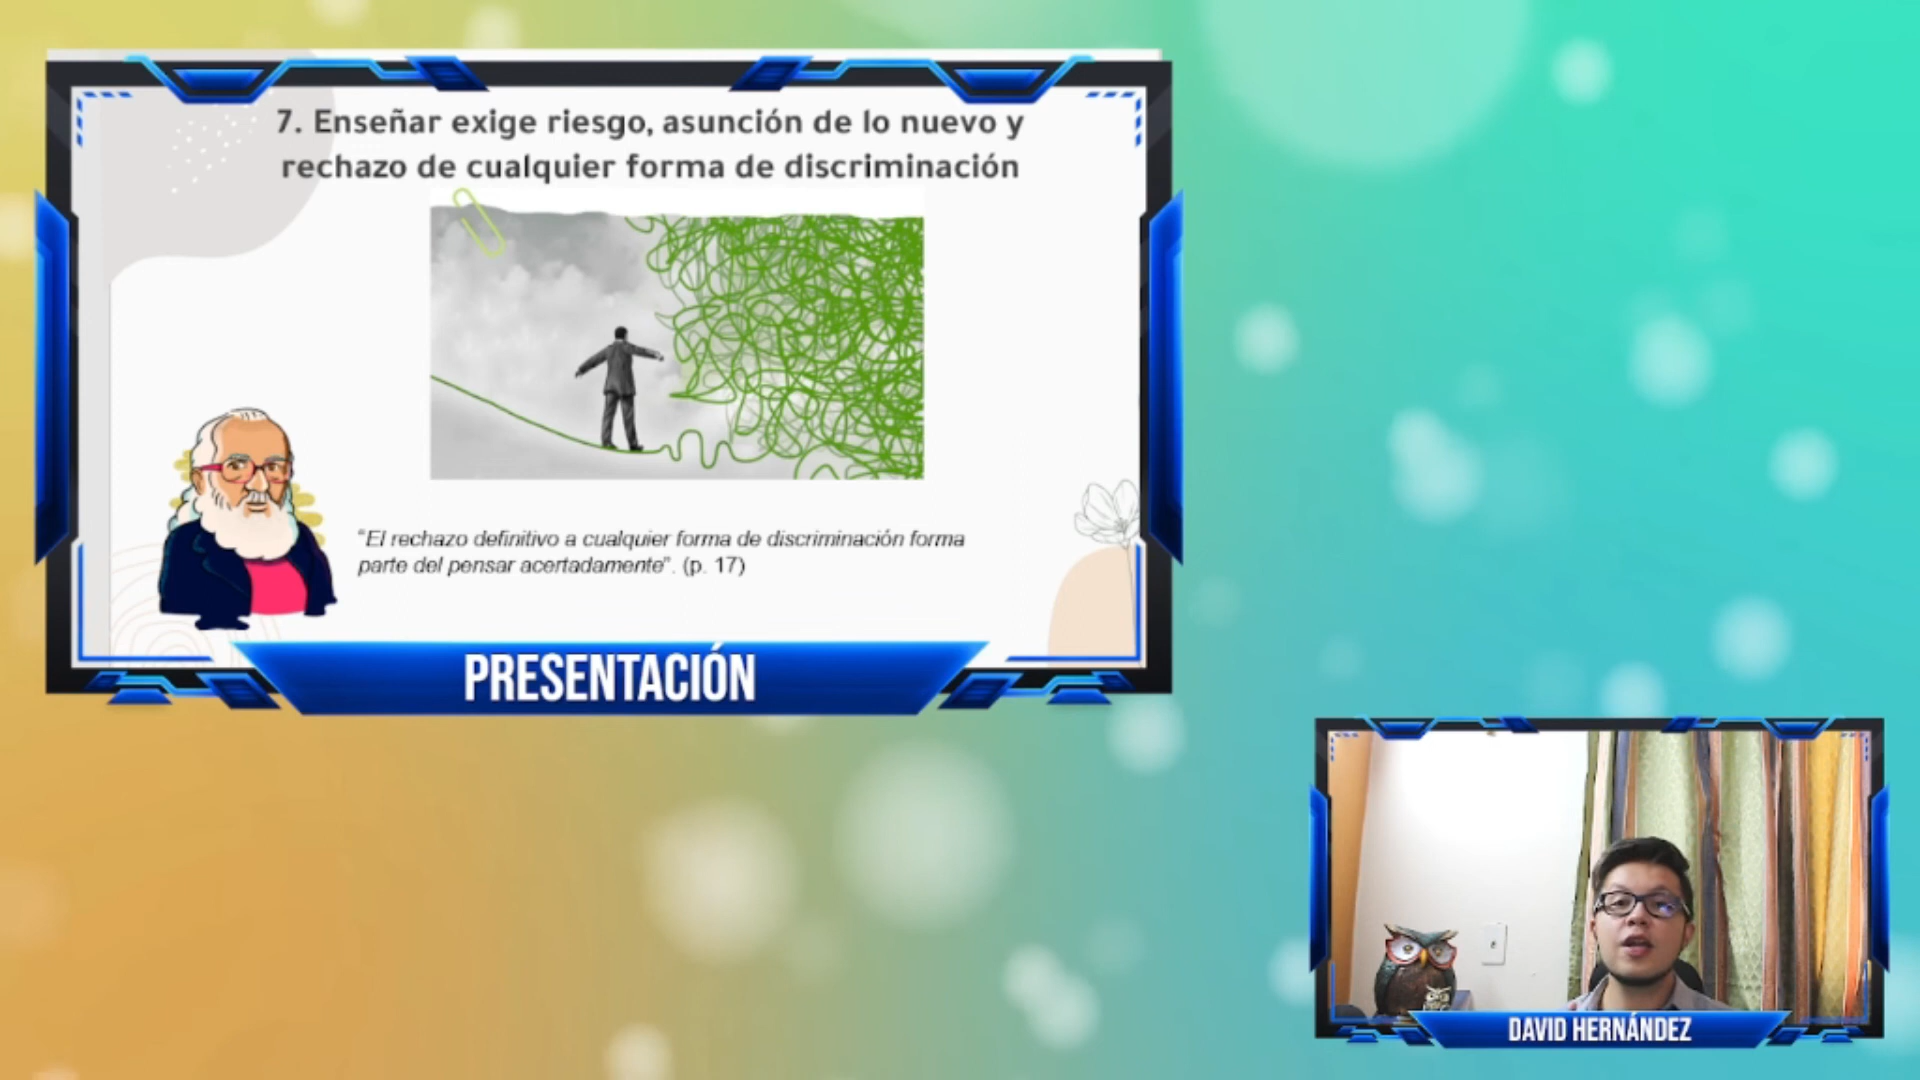 7. Enseñar exige riesgo, asunción de lo nuevo y
rechazo de cualquier forma de discriminación
“El rechazo definitivo a cualquier forma de discriminación forma
parte del pensar acertadamente”. (p. 17)
PRESENTACIÓN
DAVID HERNÁNDEZ